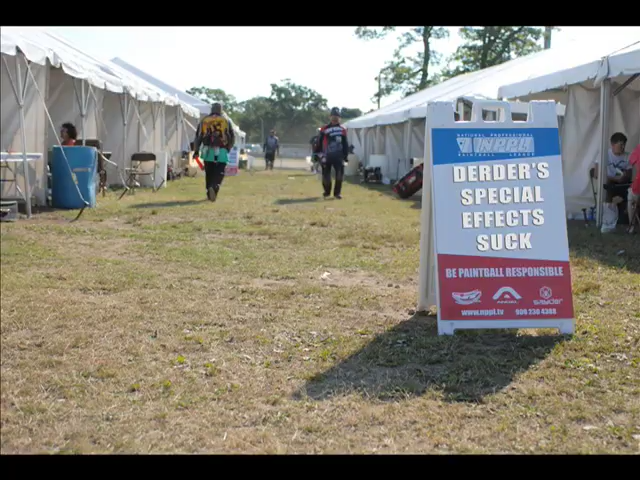 NATIONAL PROFESSIONAL
NPPL
PAINTBALL LEAGUE
DERDER'S
SPECIAL
EFFECTS
SUCK
BE PAINTBALL RESPONSIBLE
www.nppl.tv